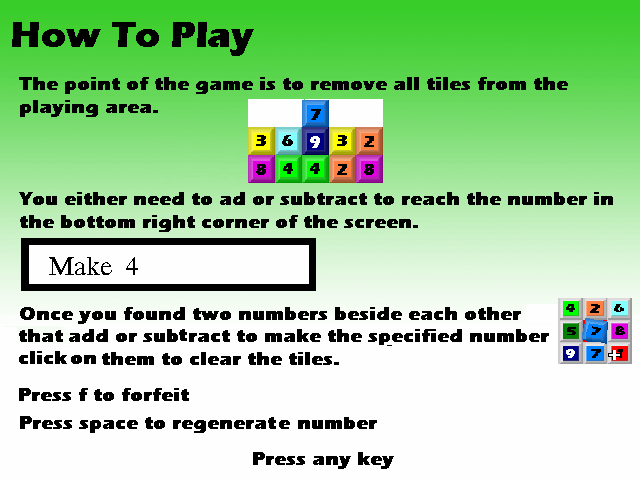 How To Play
The point of the game is to remove all tiles from the
playing area.
7
3 6 9 3 2
8 4 4 2 8
You either need to ad or subtract to reach the number in
the bottom right corner of the screen.
Make 4
Once you found two numbers beside each other
that add or subtract to make the specified number
click on them to clear the tiles.
4 2 6
5 7 8
9 7
Press f to forfeit
Press space to regenerate number
Press any key